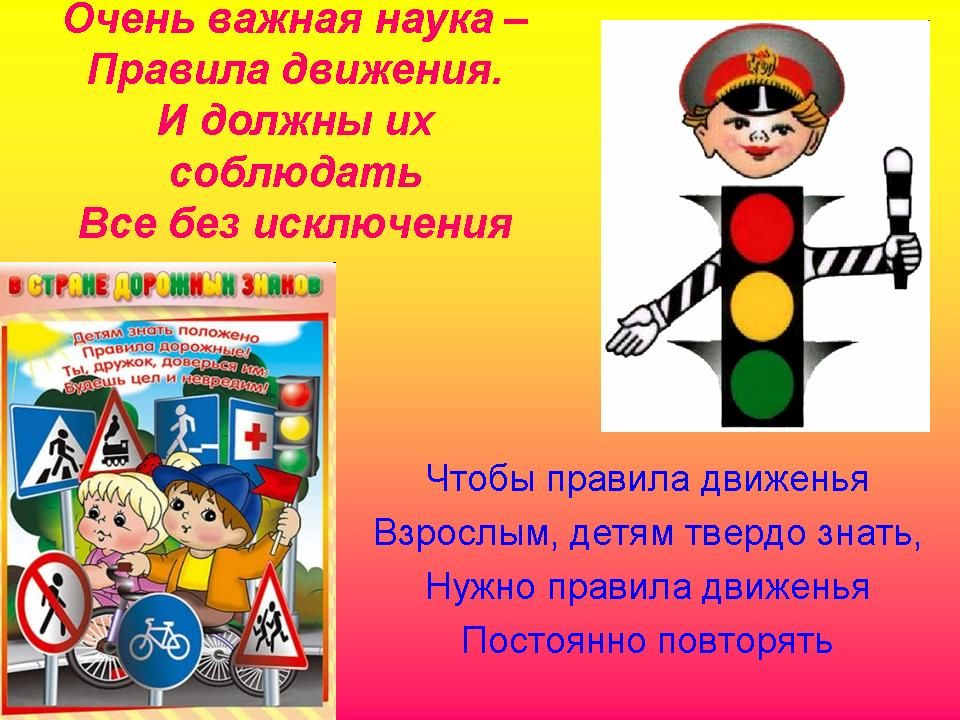 Очень важная наука –
Правила движения.
И должны их
соблюдать
Все без исключения
В СТРАНЕ ДОРОЖНЫХ ЗНАКОВ
Детям знать положено
Правила дорожные!
Ты, дружок, доверься им:
Будешь цел и невредим!
Чтобы правила движенья
Взрослым, детям твердо знать,
Нужно правила движенья
Постоянно повторять